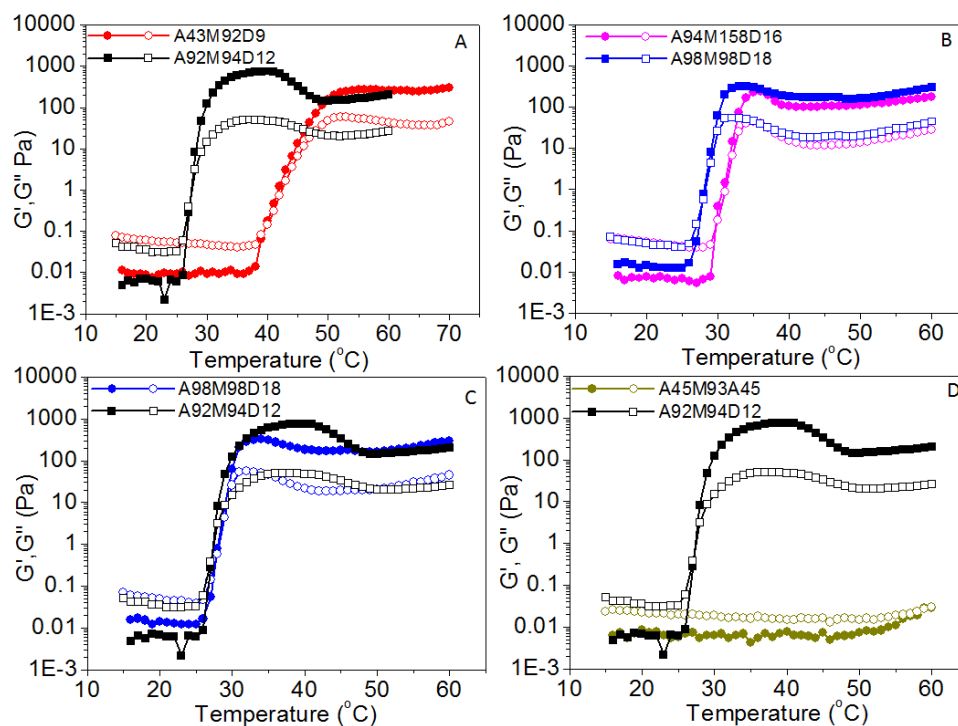 A43M92D9
A92M94D12
A
G', G" (Pa)
10000
1000
100
10
1
0.1
0.01
1E-3
10 20 30 40 50 60 70
Temperature (°C)
A94M158D16
A98M98D18
B
G', G" (Pa)
10000
1000
100
10
1
0.1
0.01
1E-3
10 20 30 40 50 60
Temperature (°C)
A98M98D18
A92M94D12
C
G', G" (Pa)
10000
1000
100
10
1
0.1
0.01
1E-3
10 20 30 40 50 60
Temperature (°C)
A45M93A45
A92M94D12
D
G', G" (Pa)
10000
1000
100
10
1
0.1
0.01
1E-3
10 20 30 40 50 60
Temperature (°C)